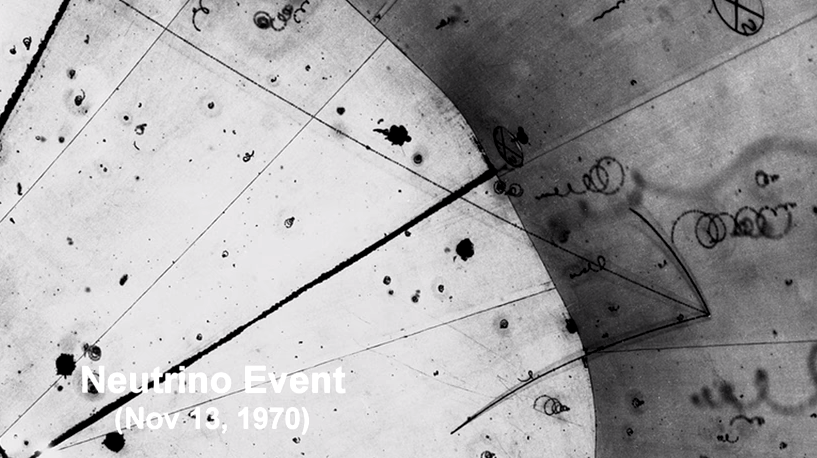 Neutrino Event
(Nov 13, 1970)